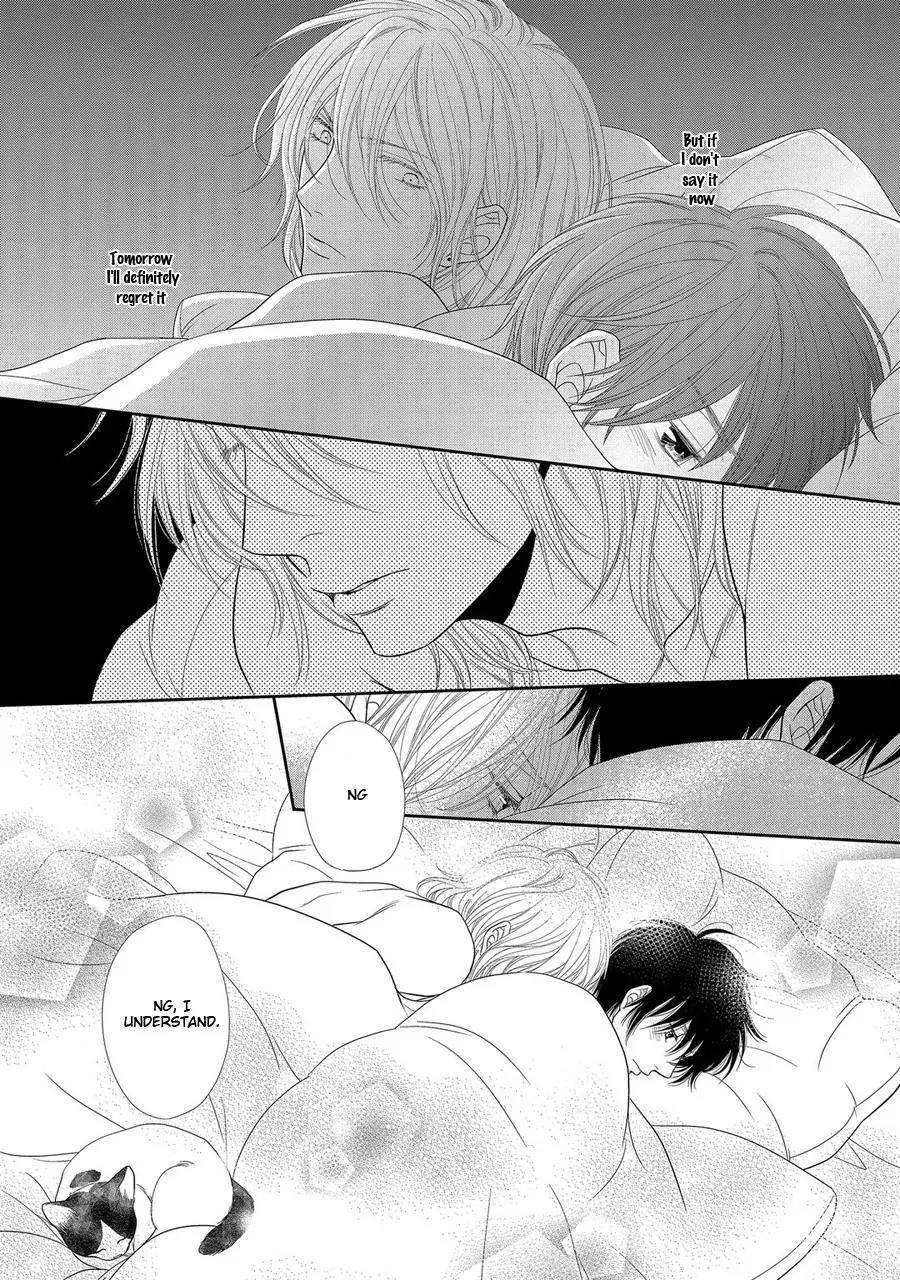 But if
I don't
say it
now
Tomorrow
I'll definitely
regret it
NG
NG, I
UNDERSTAND.